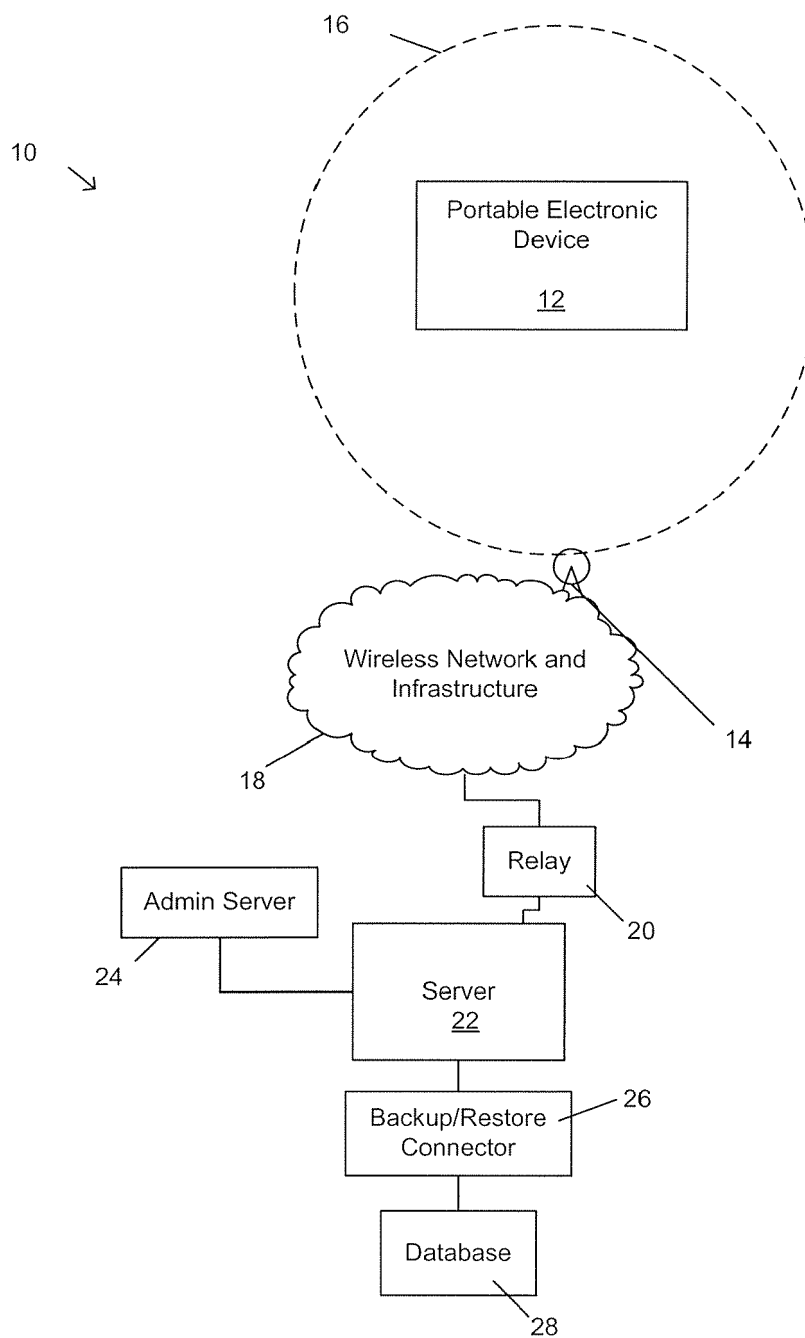 16
10
Portable Electronic
Device
12
Wireless Network and
Infrastructure
14
18
Relay
20
Admin Server
24
Server
22
26
Backup/Restore
Connector
Database
28